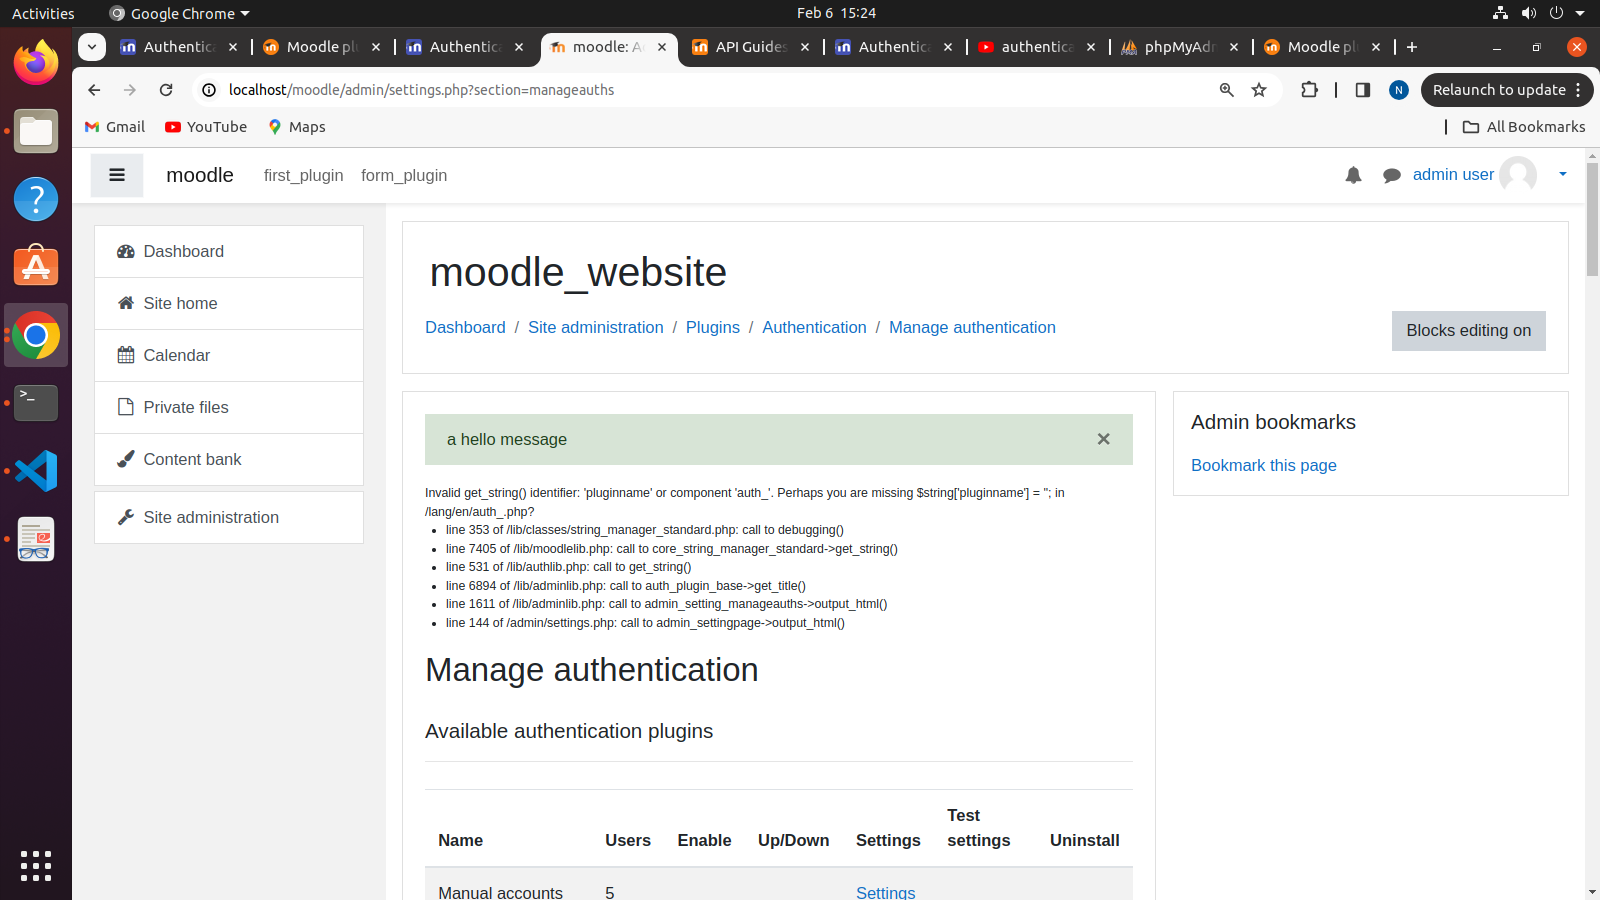 Activities
Google Chrome
Feb 6 15:24
Authentica
Moodle plu
Authentica
moodle: Ad
API Guides
Authentica
authentica
phpMyAdm
Moodle plu
localhost/moodle/admin/settings.php?section=manageauths
N
Relaunch to update
Gmail
YouTube
Maps
All Bookmarks
moodle
first_plugin
form_plugin
admin user
Dashboard
Site home
Calendar
Private files
Content bank
Site administration
moodle_website
Dashboard / Site administration / Plugins / Authentication / Manage authentication
Blocks editing on
a hello message
Admin bookmarks
Bookmark this page
Invalid get_string() identifier: 'pluginname' or component 'auth_'. Perhaps you are missing $string['pluginname'] = ''; in
/lang/en/auth_.php?
line 353 of /lib/classes/string_manager_standard.php: call to debugging()
line 7405 of /lib/moodlelib.php: call to core_string_manager_standard->get_string()
line 531 of /lib/authlib.php: call to get_string()
line 6894 of /lib/adminlib.php: call to auth_plugin_base->get_title()
line 1611 of /lib/adminlib.php: call to admin_setting_manageauths->output_html()
line 144 of /admin/settings.php: call to admin_settingpage->output_html()
Manage authentication
Available authentication plugins
Name Users Enable Up/Down Settings Test settings Uninstall
Manual accounts 5 Settings